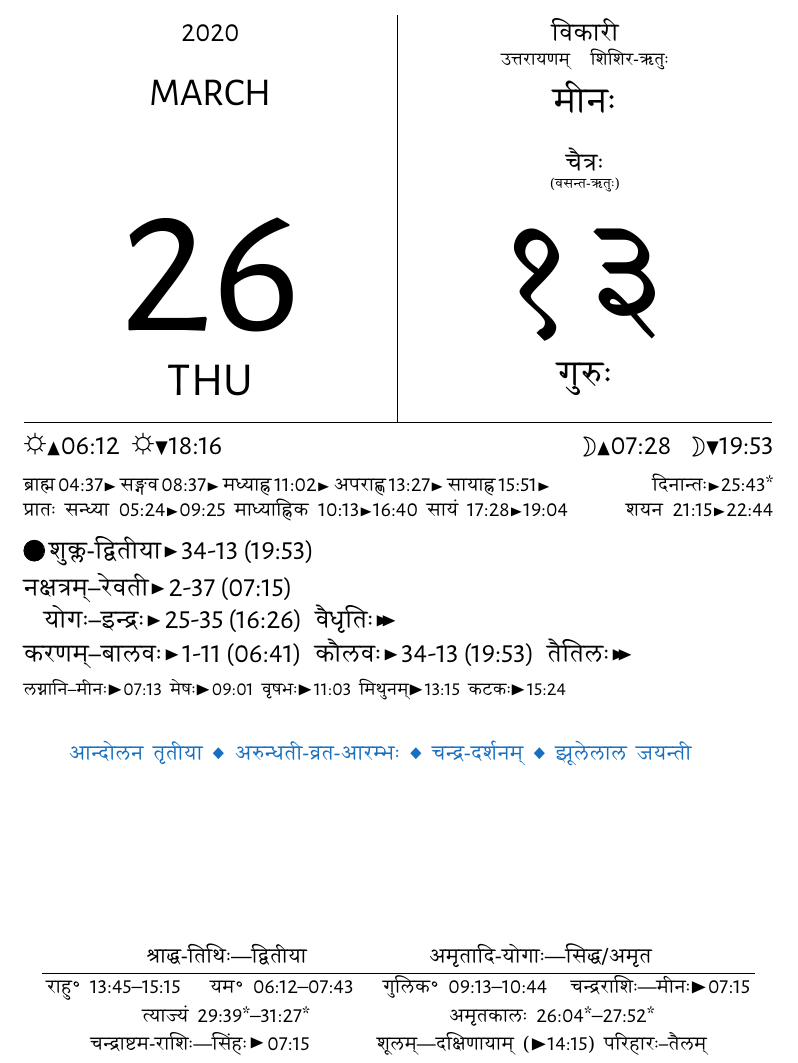 2020
MARCH
26
THU
विकारी
उत्तरायणम् शिशिर-ऋतुः
मीनः
चैत्रः
(वसन्त-ऋतुः)
१३
गुरुः
☼▲06:12 ☼▼18:16 ☽▲07:28 ☽▼19:53
ब्राह्म 04:37► सङ्गव 08:37► मध्याह्न 11:02► अपराह्ण 13:27► सायाह्न 15:51► दिनान्तः►25:43*
प्रातः सन्ध्या 05:24►09:25 माध्याह्निक 10:13►16:40 सायं 17:28►19:04 शयन 21:15►22:44
●शुक्ल-द्वितीया►34-13 (19:53)
नक्षत्रम्–रेवती►2-37 (07:15)
योगः–इन्द्रः►25-35 (16:26) वैधृतिः►►
करणम्–बालवः►1-11 (06:41) कौलवः►34-13 (19:53) तैतिलः►►
लग्नानि–मीनः►07:13 मेषः►09:01 वृषभः►11:03 मिथुनम्►13:15 कटकः►15:24
आन्दोलन तृतीया ◆ अरुन्धती-व्रत-आरम्भः ◆ चन्द्र-दर्शनम् ◆ झूलेलाल जयन्ती
श्राद्ध-तिथिः—द्वितीया अमृतादि-योगाः—सिद्ध/अमृत
राहु° 13:45–15:15 यम° 06:12–07:43 गुलिक° 09:13–10:44 चन्द्रराशिः—मीनः►07:15
त्याज्यं 29:39*–31:27* अमृतकालः 26:04*–27:52*
चन्द्राष्टम-राशिः—सिंहः►07:15 शूलम्—दक्षिणायाम् (►14:15) परिहारः–तैलम्